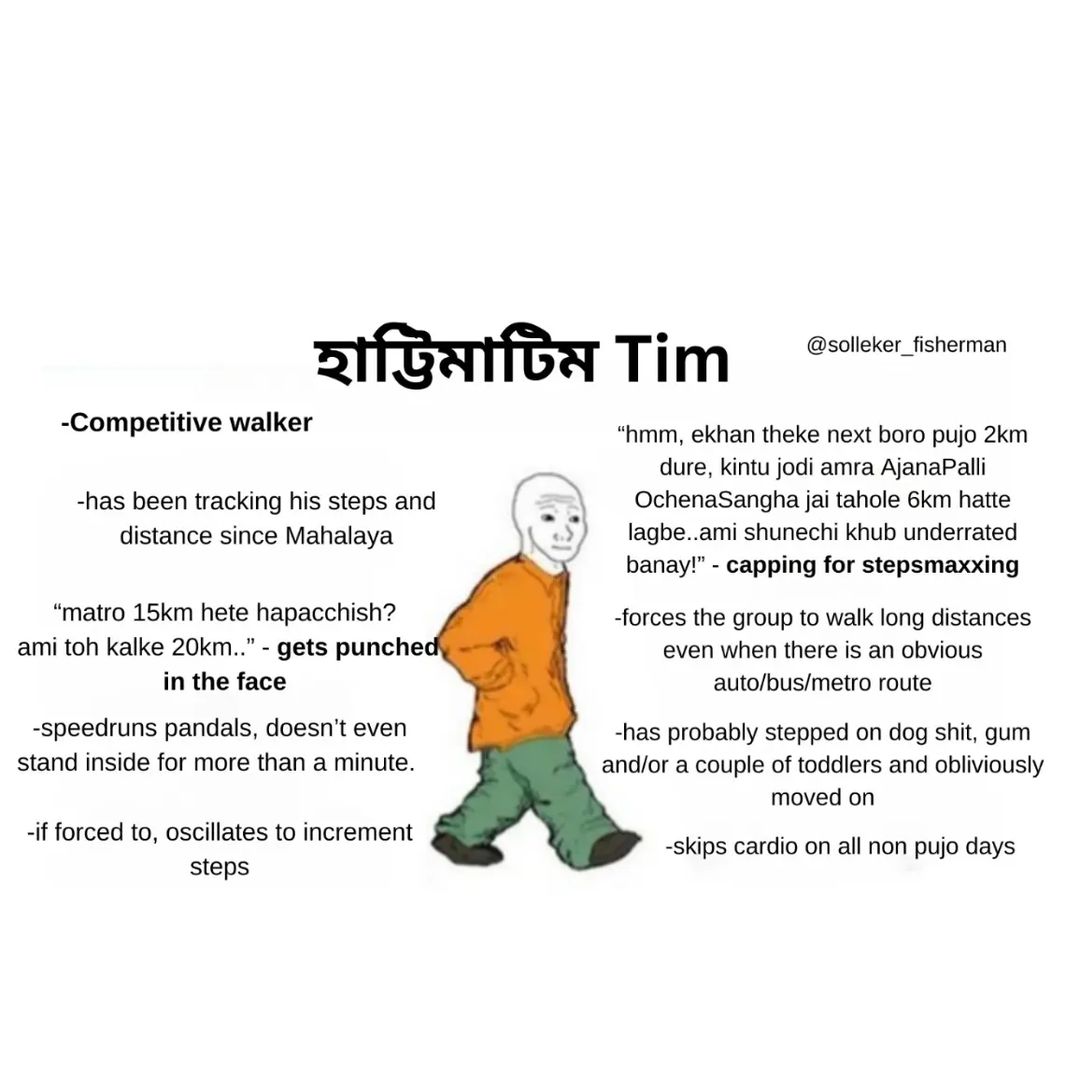 হাট্টিমাটিম Tim
@solleker_fisherman
-Competitive walker
-has been tracking his steps and
distance since Mahalaya
“matro 15km hete hapacchish?
ami toh kalke 20km..” - gets punched
in the face
-speedruns pandals, doesn’t even
stand inside for more than a minute.
-if forced to, oscillates to increment
steps
“hmm, ekhan theke next boro pujo 2km
dure, kintu jodi amra AjanaPalli
OchenaSangha jai tahole 6km hatte
lagbe..ami shunechi khub underrated
banay!” - capping for stepsmaxxing
-forces the group to walk long distances
even when there is an obvious
auto/bus/metro route
-has probably stepped on dog shit, gum
and/or a couple of toddlers and obliviously
moved on
-skips cardio on all non pujo days